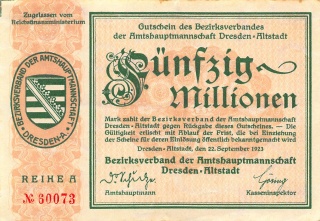 Zugelassen vom
Reichsfinanzministerium
BEZIRKSVERBAND DER AMTSHAUPTMANNSCHAFT
DRESDEN-A.
REIHE A
№ 60073
Gutschein des Bezirksverbandes
der Amtshauptmannschaft Dresden-Altstadt
Fünfzig
Millionen
Mark zahlt der Bezirksverband der Amtshauptmannschaft
Dresden-Altstadt gegen Rückgabe dieses Gutscheines. — Die
Gültigkeit erlischt mit Ablauf der Frist, die bei Einziehung
der Scheine für deren Einlösung öffentlich bekanntgemacht wird
Dresden-Altstadt, den 22. September 1923
Bezirksverband der Amtshauptmannschaft
Dresden-Altstadt
Amtshauptmann
Kasseninspektor